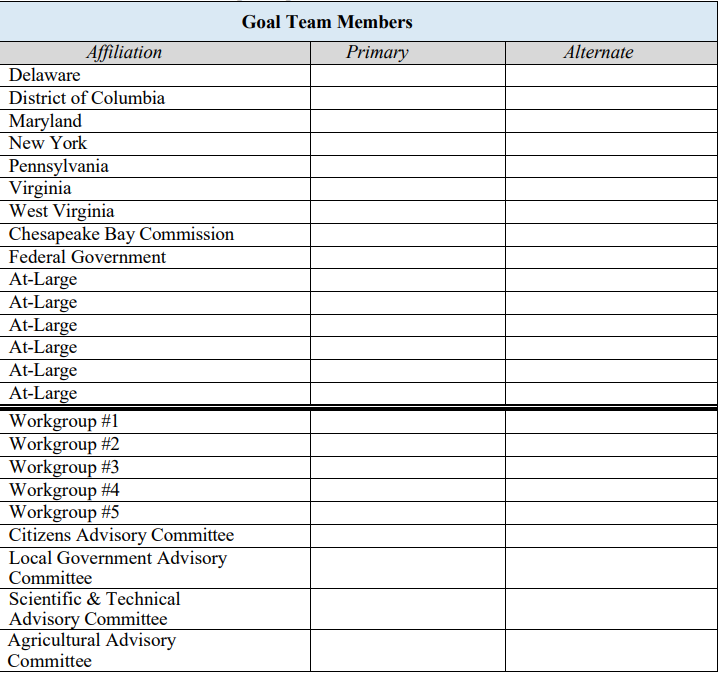 Goal Team Members
Affiliation Primary Alternate
Delaware
District of Columbia
Maryland
New York
Pennsylvania
Virginia
West Virginia
Chesapeake Bay Commission
Federal Government
At-Large
At-Large
At-Large
At-Large
At-Large
At-Large
Workgroup #1
Workgroup #2
Workgroup #3
Workgroup #4
Workgroup #5
Citizens Advisory Committee
Local Government Advisory
Committee
Scientific & Technical
Advisory Committee
Agricultural Advisory
Committee